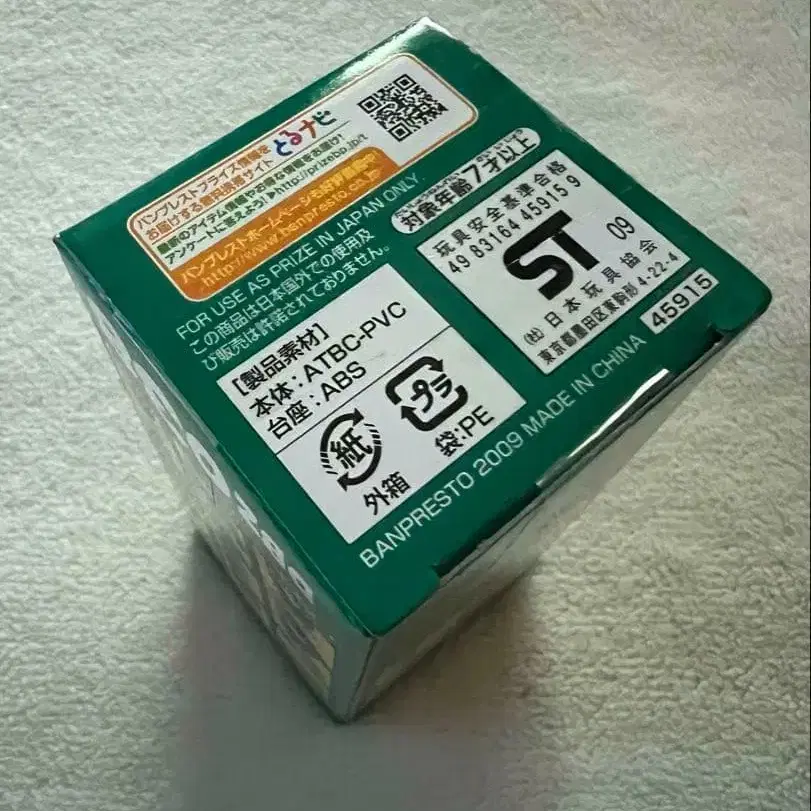 バンプレストプライズ情報を
お届けする専門携帯サイト とるナビ
最新のアイテム情報やお得な情報をお届け!
アンケートに答えよう!▶http://prizebp.jp/t
バンプレストホームページも好評展開中
http://www.banpresto.co.jp
FOR USE AS PRIZE IN JAPAN ONLY.
この商品は日本国外での使用及
び販売は許諾されておりません。
対象年齢7才以上
玩具安全基準合格
49 83164 45915 9
ST 09
(社)日本玩具協会
東京都墨田区東駒形4-22-4
45915
[製品素材]
本体:ATBC-PVC
台座:ABS
紙
外箱
プラ
袋:PE
BANPRESTO 2009 MADE IN CHINA